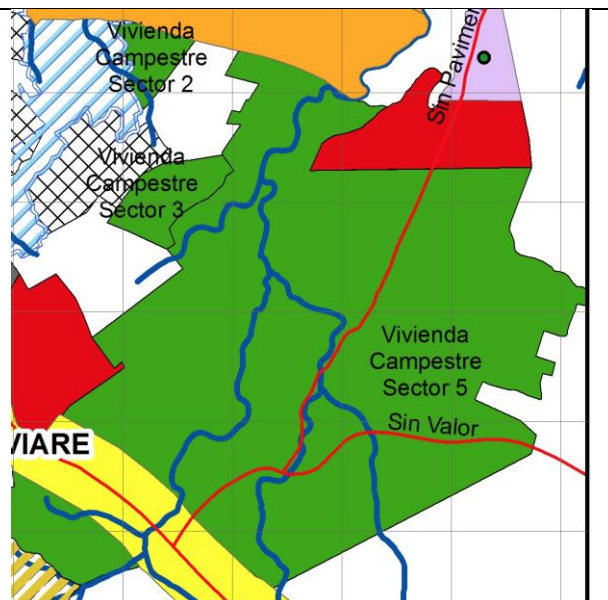 Vivienda
Campestre
Sector 2
Sin Pavimen
Vivienda
Campestre
Sector 3
Vivienda
Campestre
Sector 5
Sin Valor
VIARE